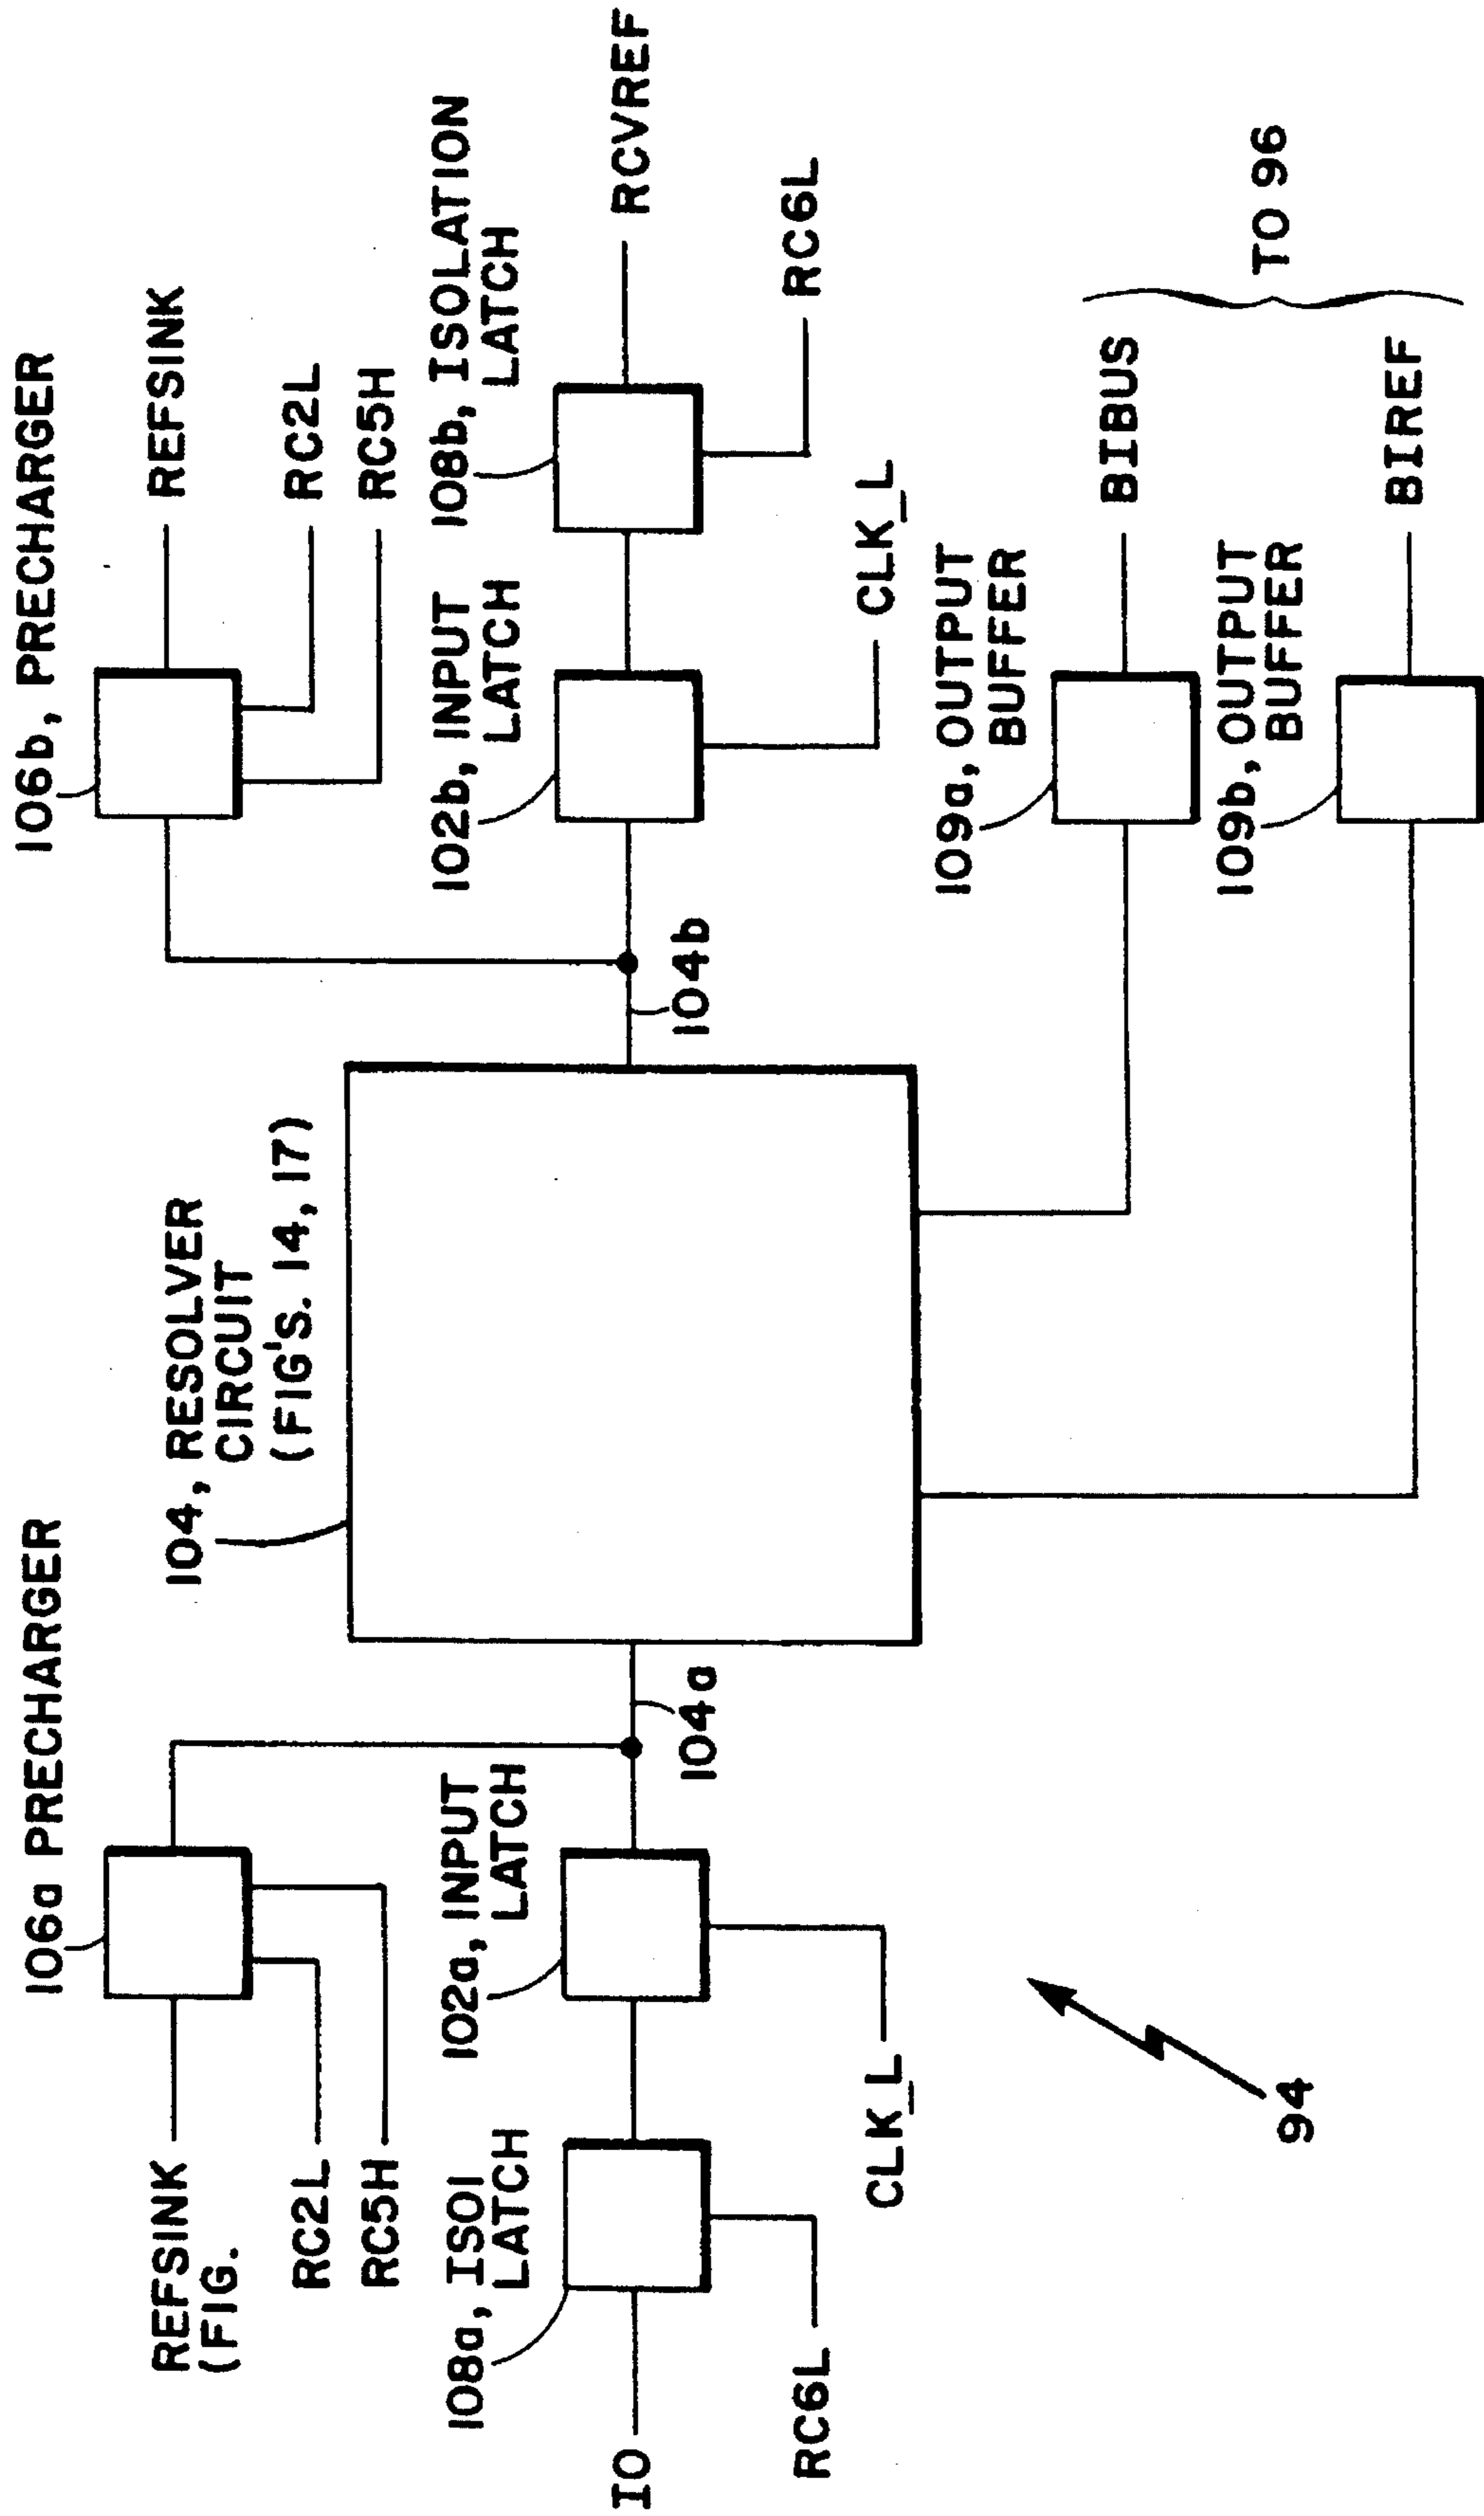 106a PRECHARGER
REFSINK
(FIG.
RC2L
RC5H
108a, ISOI
LATCH
102a, INPUT
LATCH
IO
RC6L
CLK_L
104a
104, RESOLVER
CIRCUIT
(FIG'S. 14, 17)
106b, PRECHARGER
REFSINK
RC2L
RC5H
102b, INPUT
LATCH
108b, ISOLATION
LATCH
RCVREF
RC6L
CLK_L
104b
109a, OUTPUT
BUFFER
BIBUS
109b, OUTPUT
BUFFER
BIREF
TO 96
94